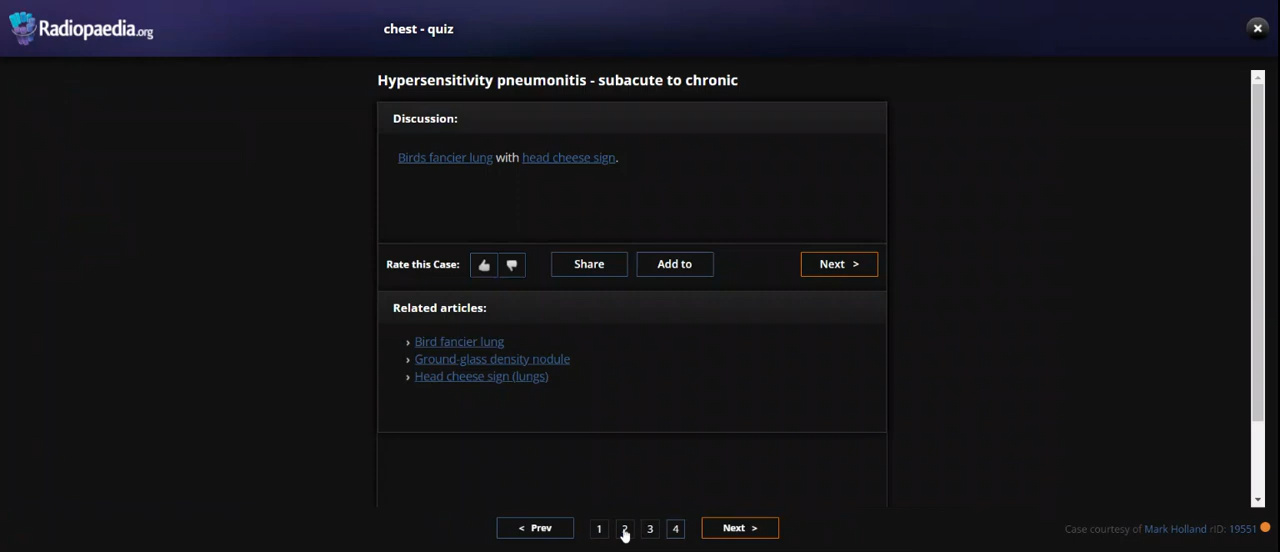 Radiopaedia.org
chest - quiz
Hypersensitivity pneumonitis - subacute to chronic
Discussion:
Birds fancier lung with head cheese sign.
Rate this Case:
Share
Add to
Next >
Related articles:
› Bird fancier lung
› Ground-glass density nodule
› Head cheese sign (lungs)
< Prev 1 2 3 4 Next >
Case courtesy of Mark Holland rID: 19551